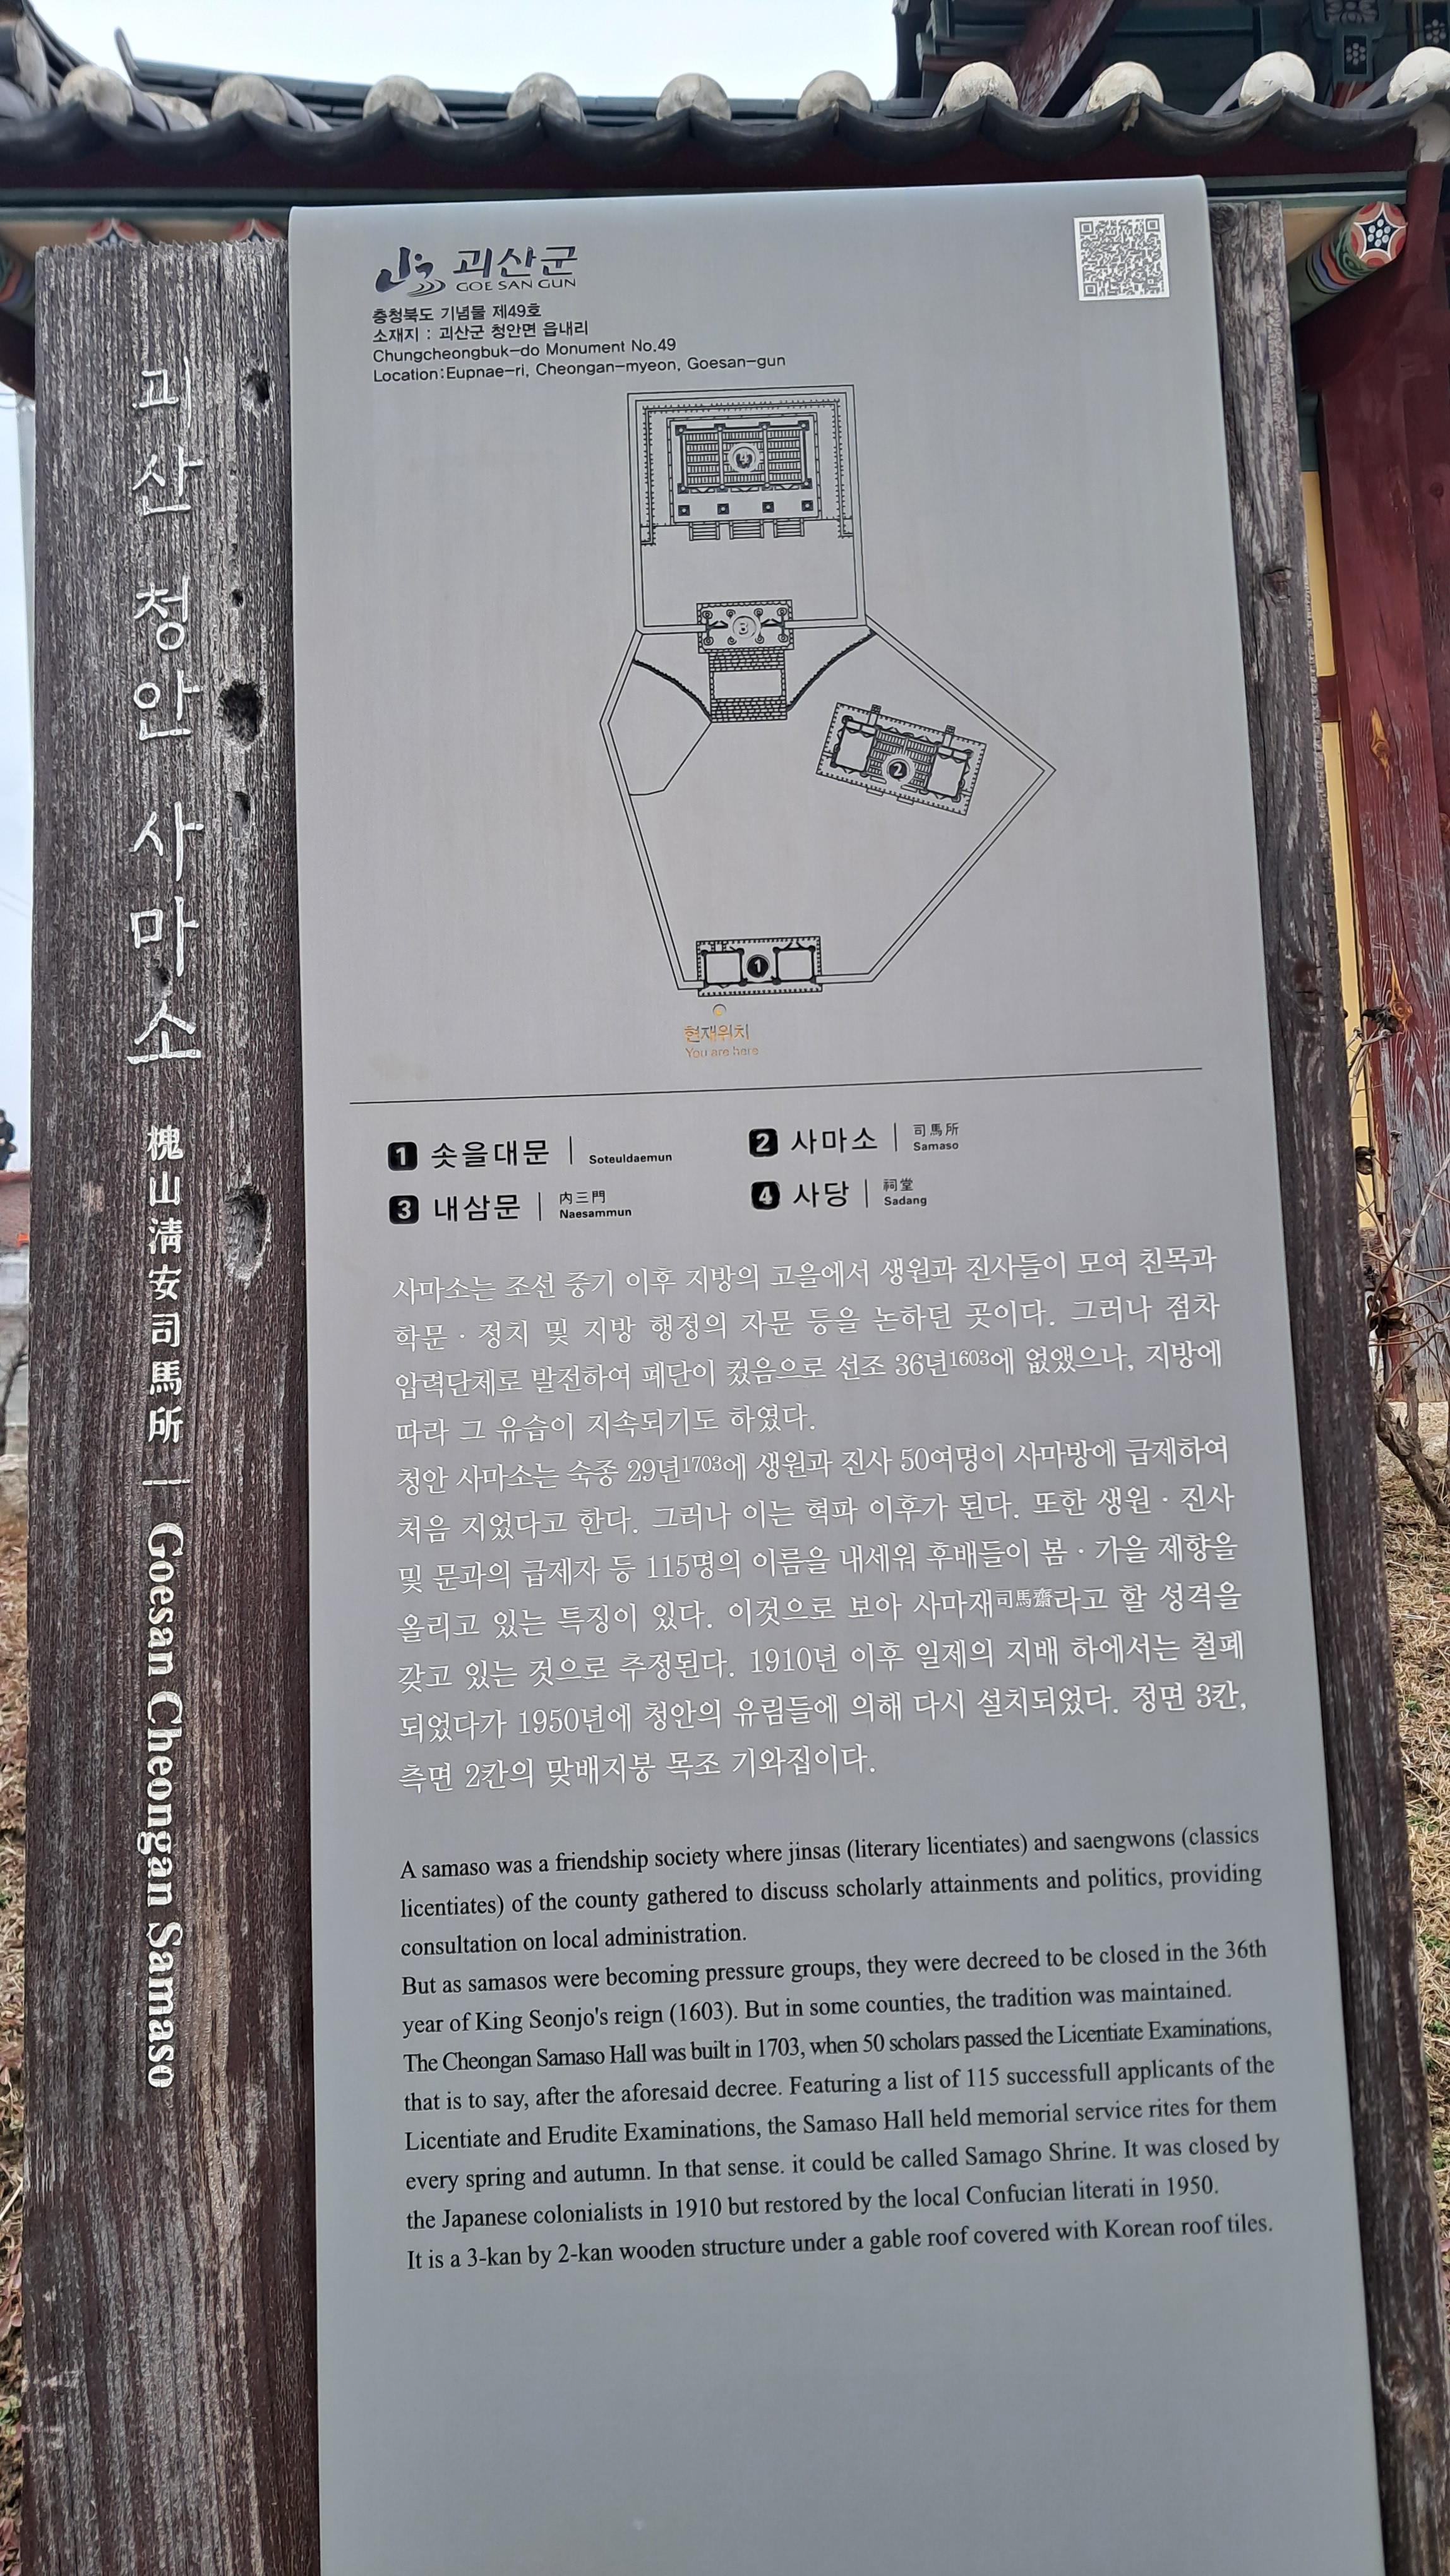 괴산 청안 사마소 槐山淸安司馬所 | Goesan Cheongan Samaso
괴산군
GOE SAN GUN
충청북도 기념물 제49호
소재지 : 괴산군 청안면 읍내리
Chungcheongbuk-do Monument No.49
Location:Eupnae-ri, Cheongan-myeon, Goesan-gun
4
3
2
1
현재위치
You are here
1 솟을대문 | Soteuldaemun
2 사마소 | 司馬所 Samaso
3 내삼문 | 内三門 Naesammun
4 사당 | 祠堂 Sadang
사마소는 조선 중기 이후 지방의 고을에서 생원과 진사들이 모여 친목과
학문 · 정치 및 지방 행정의 자문 등을 논하던 곳이다. 그러나 점차
압력단체로 발전하여 폐단이 컸음으로 선조 36년1603에 없앴으나, 지방에
따라 그 유습이 지속되기도 하였다.
청안 사마소는 숙종 29년1703에 생원과 진사 50여명이 사마방에 급제하여
처음 지었다고 한다. 그러나 이는 혁파 이후가 된다. 또한 생원 · 진사
및 문과의 급제자 등 115명의 이름을 내세워 후배들이 봄 · 가을 제향을
올리고 있는 특징이 있다. 이것으로 보아 사마재司馬齋라고 할 성격을
갖고 있는 것으로 추정된다. 1910년 이후 일제의 지배 하에서는 철폐
되었다가 1950년에 청안의 유림들에 의해 다시 설치되었다. 정면 3칸,
측면 2칸의 맞배지붕 목조 기와집이다.
A samaso was a friendship society where jinsas (literary licentiates) and saengwons (classics
licentiates) of the county gathered to discuss scholarly attainments and politics, providing
consultation on local administration.
But as samasos were becoming pressure groups, they were decreed to be closed in the 36th
year of King Seonjo's reign (1603). But in some counties, the tradition was maintained.
The Cheongan Samaso Hall was built in 1703, when 50 scholars passed the Licentiate Examinations,
that is to say, after the aforesaid decree. Featuring a list of 115 successfull applicants of the
Licentiate and Erudite Examinations, the Samaso Hall held memorial service rites for them
every spring and autumn. In that sense. it could be called Samago Shrine. It was closed by
the Japanese colonialists in 1910 but restored by the local Confucian literati in 1950.
It is a 3-kan by 2-kan wooden structure under a gable roof covered with Korean roof tiles.